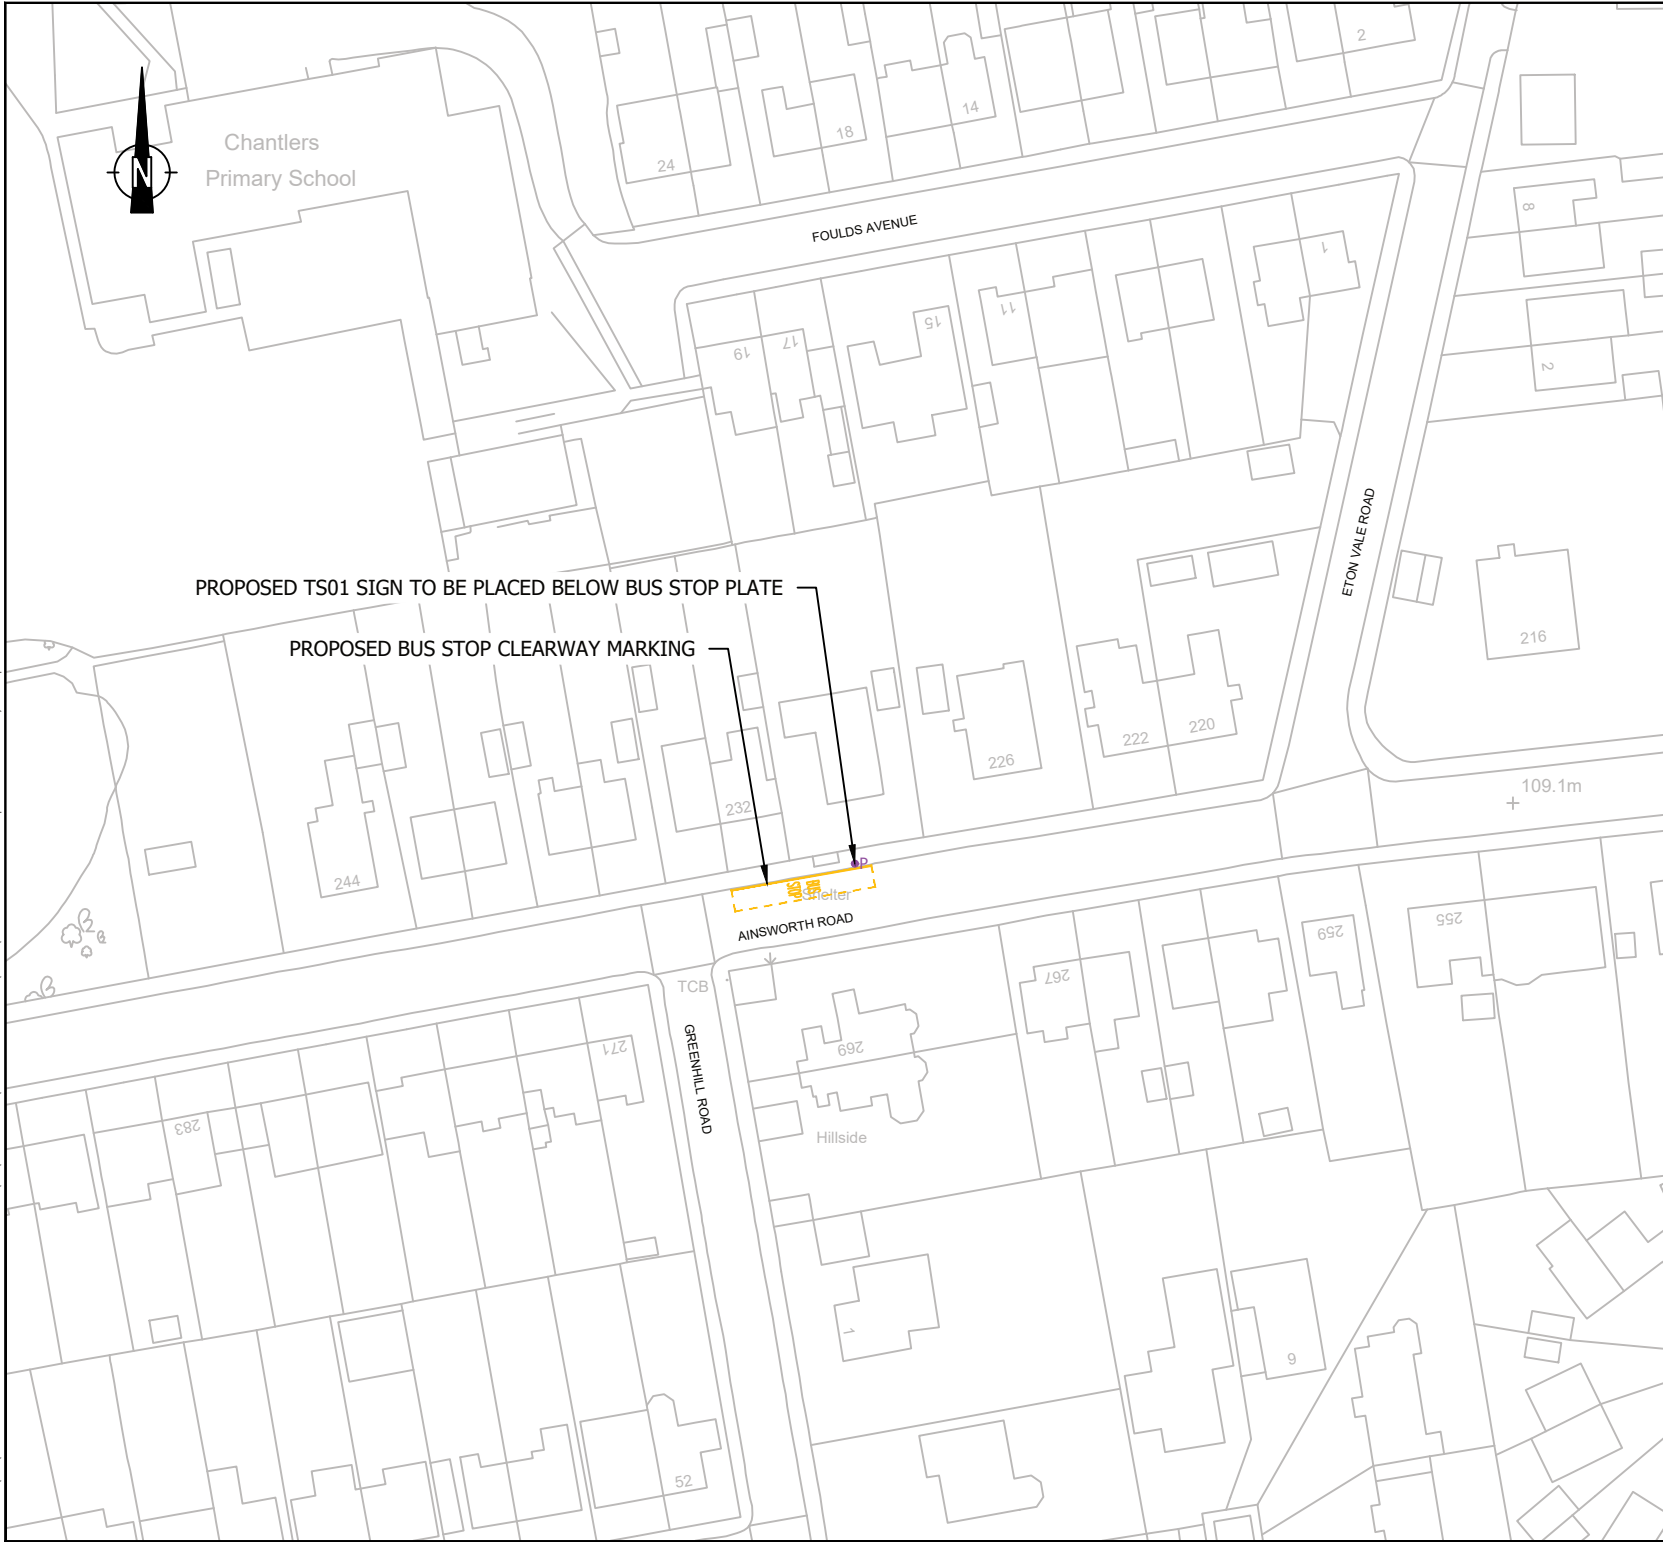 2
14
18
24
Chantlers
Primary School
N
FOULDS AVENUE
8
1
11
15
17
19
2
ETON VALE ROAD
PROPOSED TS01 SIGN TO BE PLACED BELOW BUS STOP PLATE
PROPOSED BUS STOP CLEARWAY MARKING
216
220
222
226
109.1m
232
244
P
BUS
STOP
Shelter
AINSWORTH ROAD
255
259
267
TCB
GREENHILL ROAD
269
271
283
Hillside
1
9
52